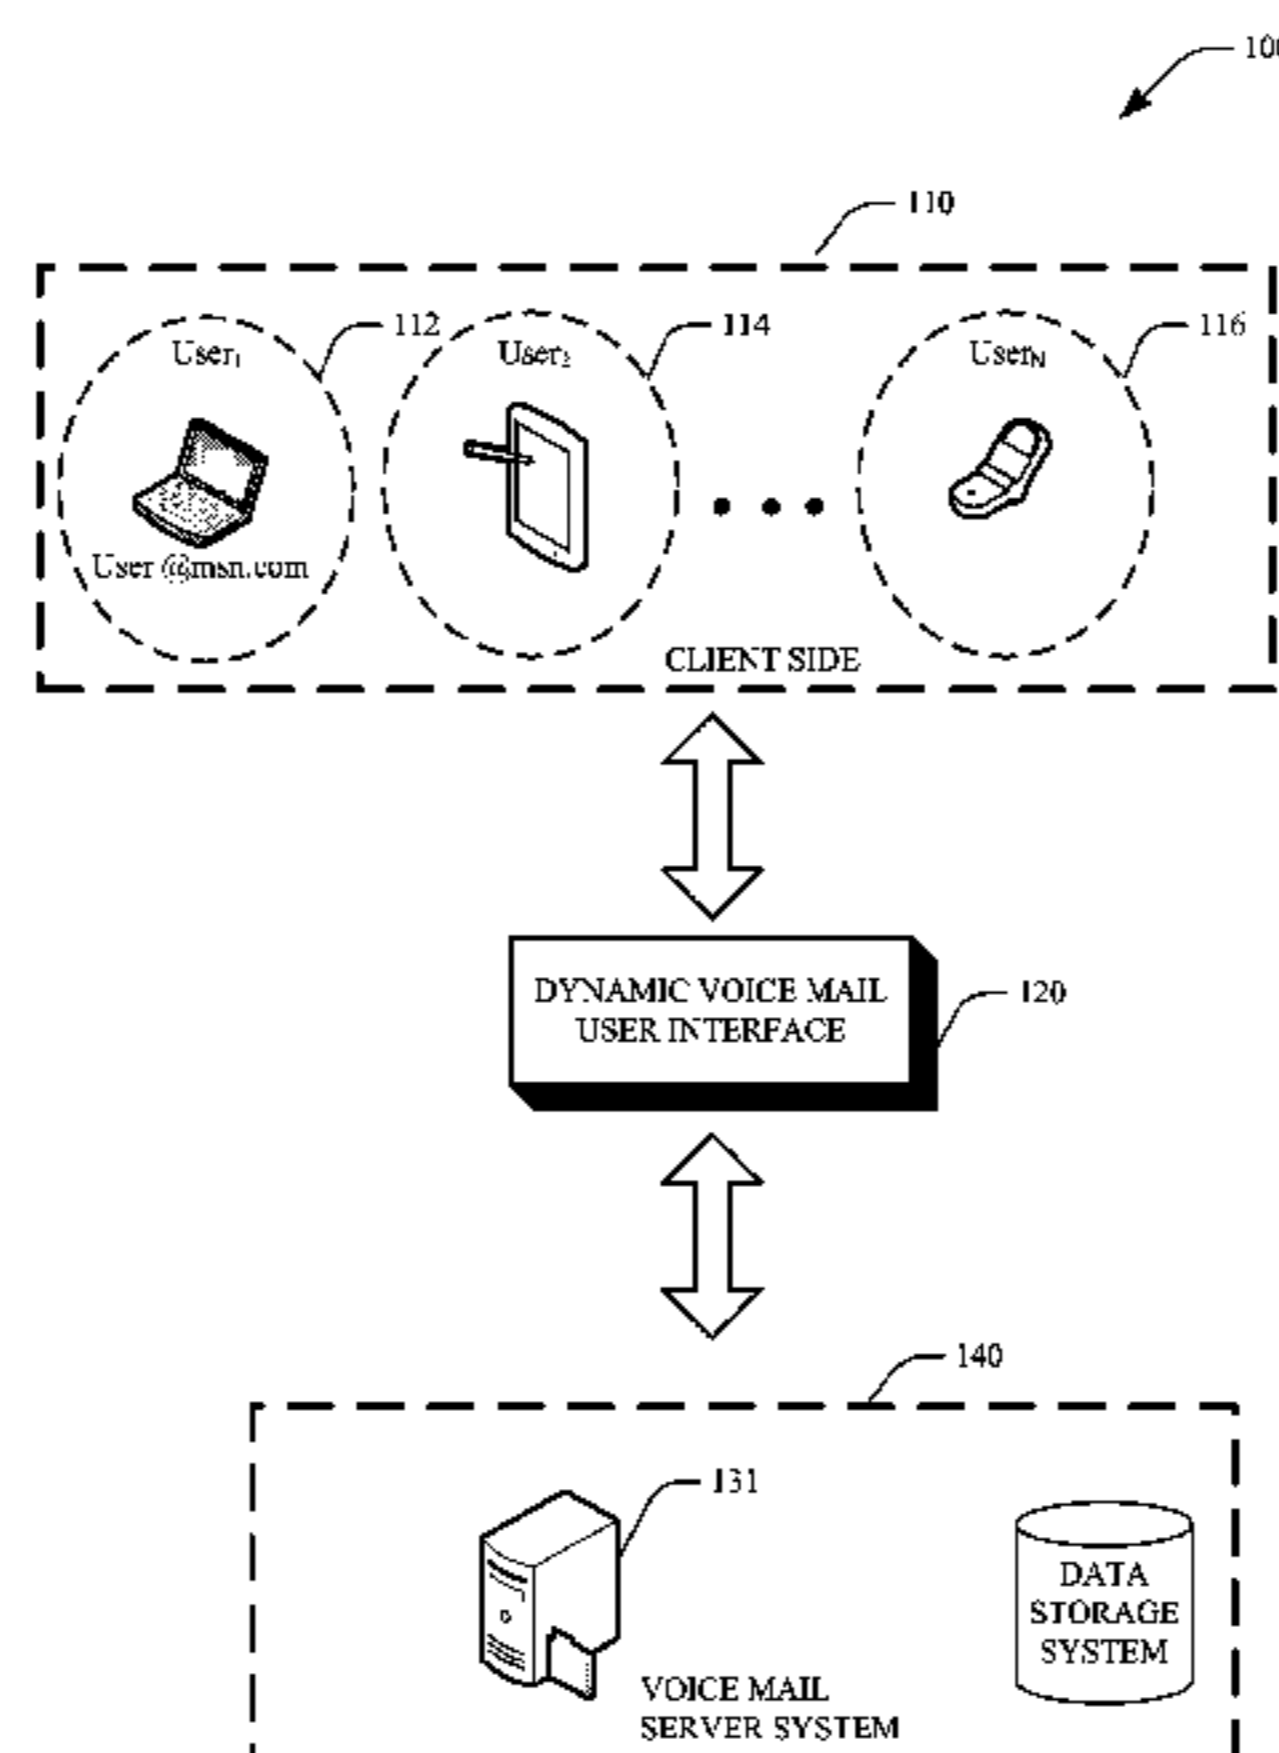 110
112
114
116
User₁
User₂
Userₙ
User@msn.com
CLIENT SIDE
DYNAMIC VOICE MAIL
USER INTERFACE
120
140
131
DATA
STORAGE
SYSTEM
VOICE MAIL
SERVER SYSTEM